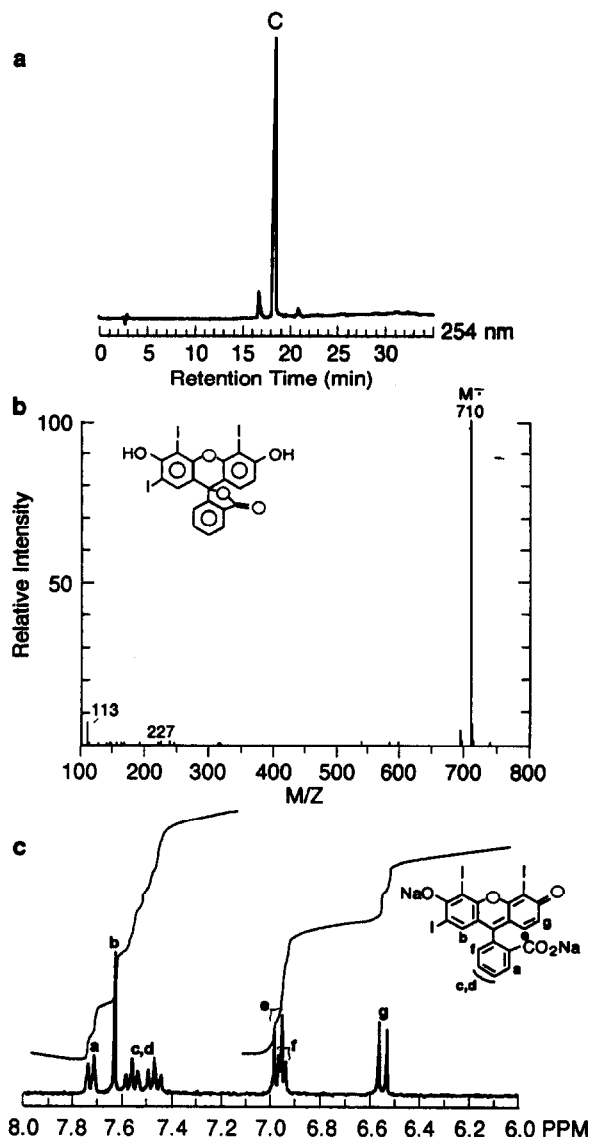 a
C
254 nm
0 5 10 15 20 30
Retention Time (min)
b
M⁻•
710
100
50
Relative Intensity
I I
HO O OH
I O
O
113
227
100 200 300 400 500 600 700 800
M/Z
c
I I
NaO O O
I b g
e
f CO₂Na
c,d a
b
a c,d
e
f
g
8.0 7.8 7.6 7.4 7.2 7.0 6.8 6.6 6.4 6.2 6.0 PPM